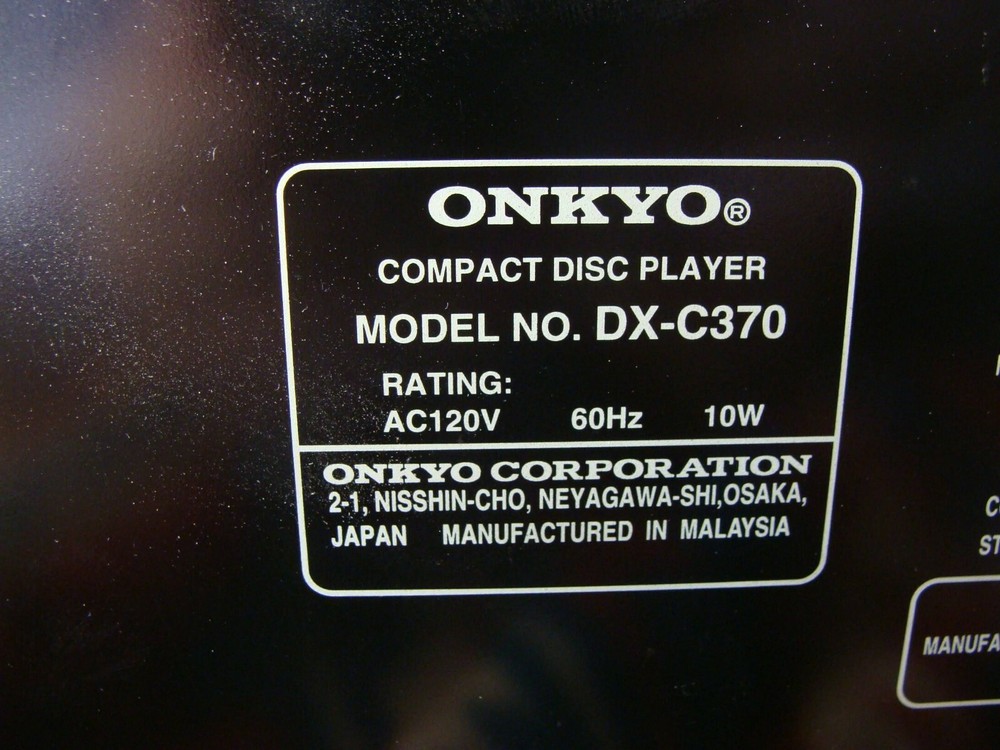 ONKYO®
COMPACT DISC PLAYER
MODEL NO. DX-C370
RATING:
AC120V 60Hz 10W
ONKYO CORPORATION
2-1, NISSHIN-CHO, NEYAGAWA-SHI,OSAKA,
JAPAN MANUFACTURED IN MALAYSIA